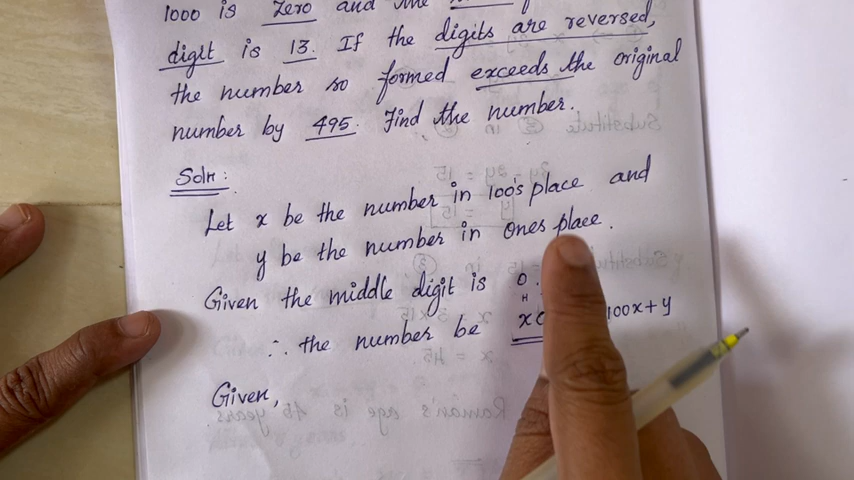 1000 is Zero and the
digit is 13. If the digits are reversed,
the number so formed exceeds the original
number by 495. Find the number.
Soln:
Let x be the number in 100's place and
y be the number in Ones place.
Given the middle digit is 0.
H
∴ the number be x 100x+y
Given,